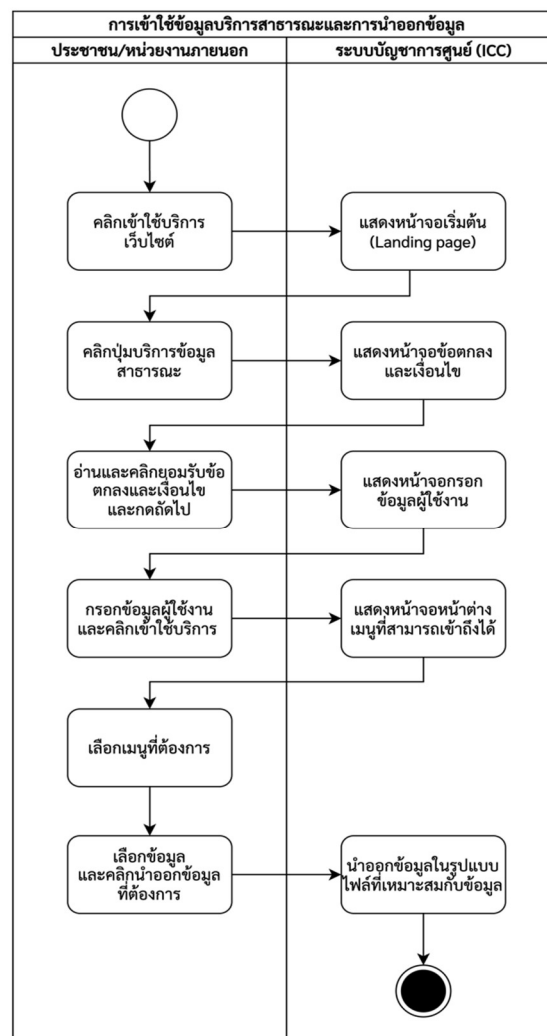 การเข้าใช้ข้อมูลบริการสาธารณะและการนำออกข้อมูล
ประชาชน/หน่วยงานภายนอก
ระบบบัญชาการศูนย์ (ICC)
คลิกเข้าใช้บริการ
เว็บไซต์
แสดงหน้าจอเริ่มต้น
(Landing page)
คลิกปุ่มบริการข้อมูล
สาธารณะ
แสดงหน้าจอข้อตกลง
และเงื่อนไข
อ่านและคลิกยอมรับข้อ
ตกลงและเงื่อนไข
และกดถัดไป
แสดงหน้าจอกรอก
ข้อมูลผู้ใช้งาน
กรอกข้อมูลผู้ใช้งาน
และคลิกเข้าใช้บริการ
แสดงหน้าจอหน้าต่าง
เมนูที่สามารถเข้าถึงได้
เลือกเมนูที่ต้องการ
เลือกข้อมูล
และคลิกนำออกข้อมูล
ที่ต้องการ
นำออกข้อมูลในรูปแบบ
ไฟล์ที่เหมาะสมกับข้อมูล